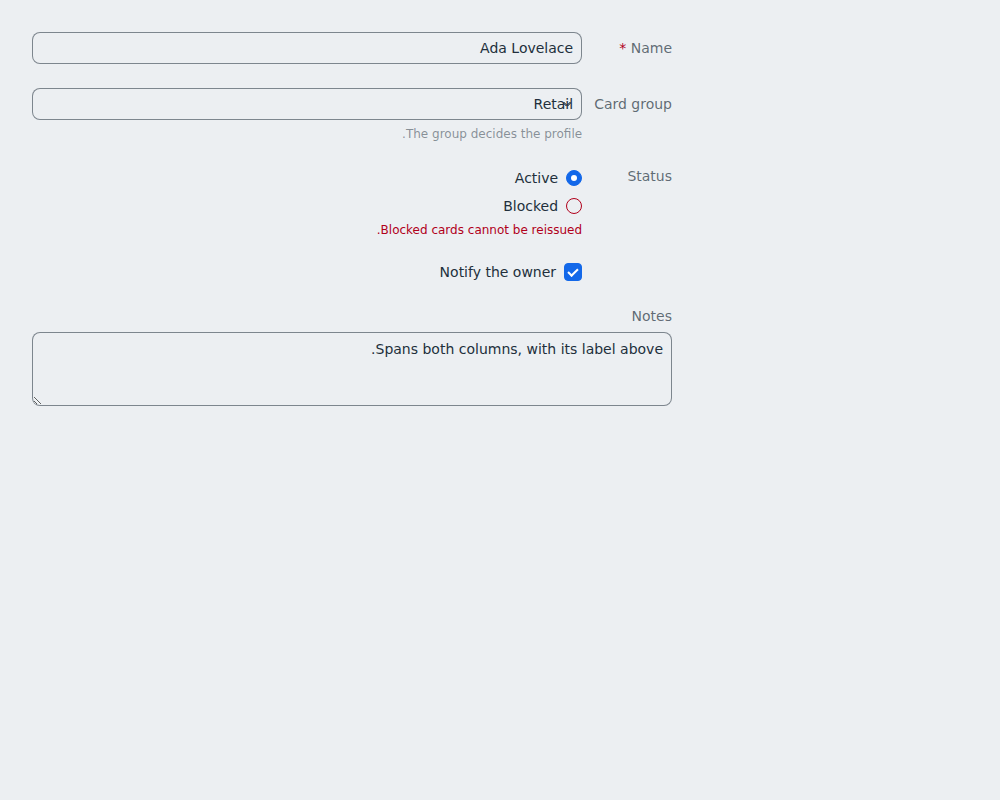 * Name
Ada Lovelace
Card group
Retail
.The group decides the profile
Status
Active
Blocked
.Blocked cards cannot be reissued
Notify the owner
Notes
.Spans both columns, with its label above